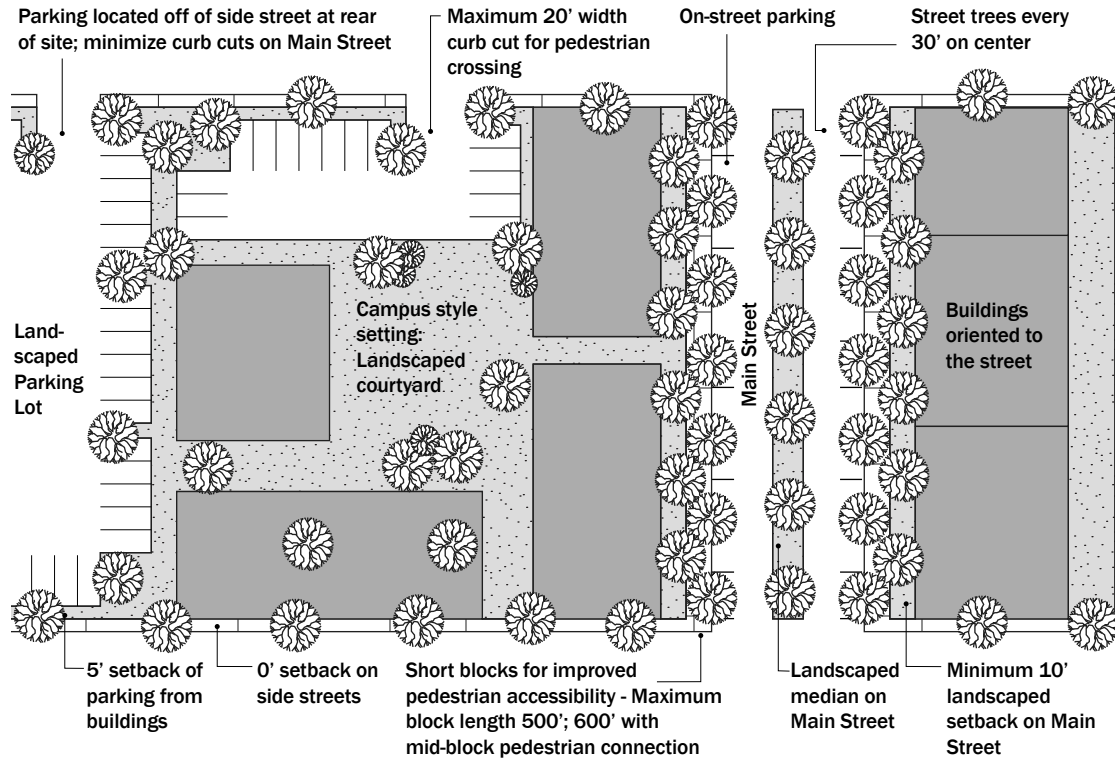 Parking located off of side street at rear
of site; minimize curb cuts on Main Street
Maximum 20’ width
curb cut for pedestrian
crossing
On-street parking
Street trees every
30’ on center
Land-
scaped
Parking
Lot
Campus style
setting:
Landscaped
courtyard
Main Street
Buildings
oriented to
the street
5’ setback of
parking from
buildings
0’ setback on
side streets
Short blocks for improved
pedestrian accessibility - Maximum
block length 500’; 600’ with
mid-block pedestrian connection
Landscaped
median on
Main Street
Minimum 10’
landscaped
setback on Main
Street